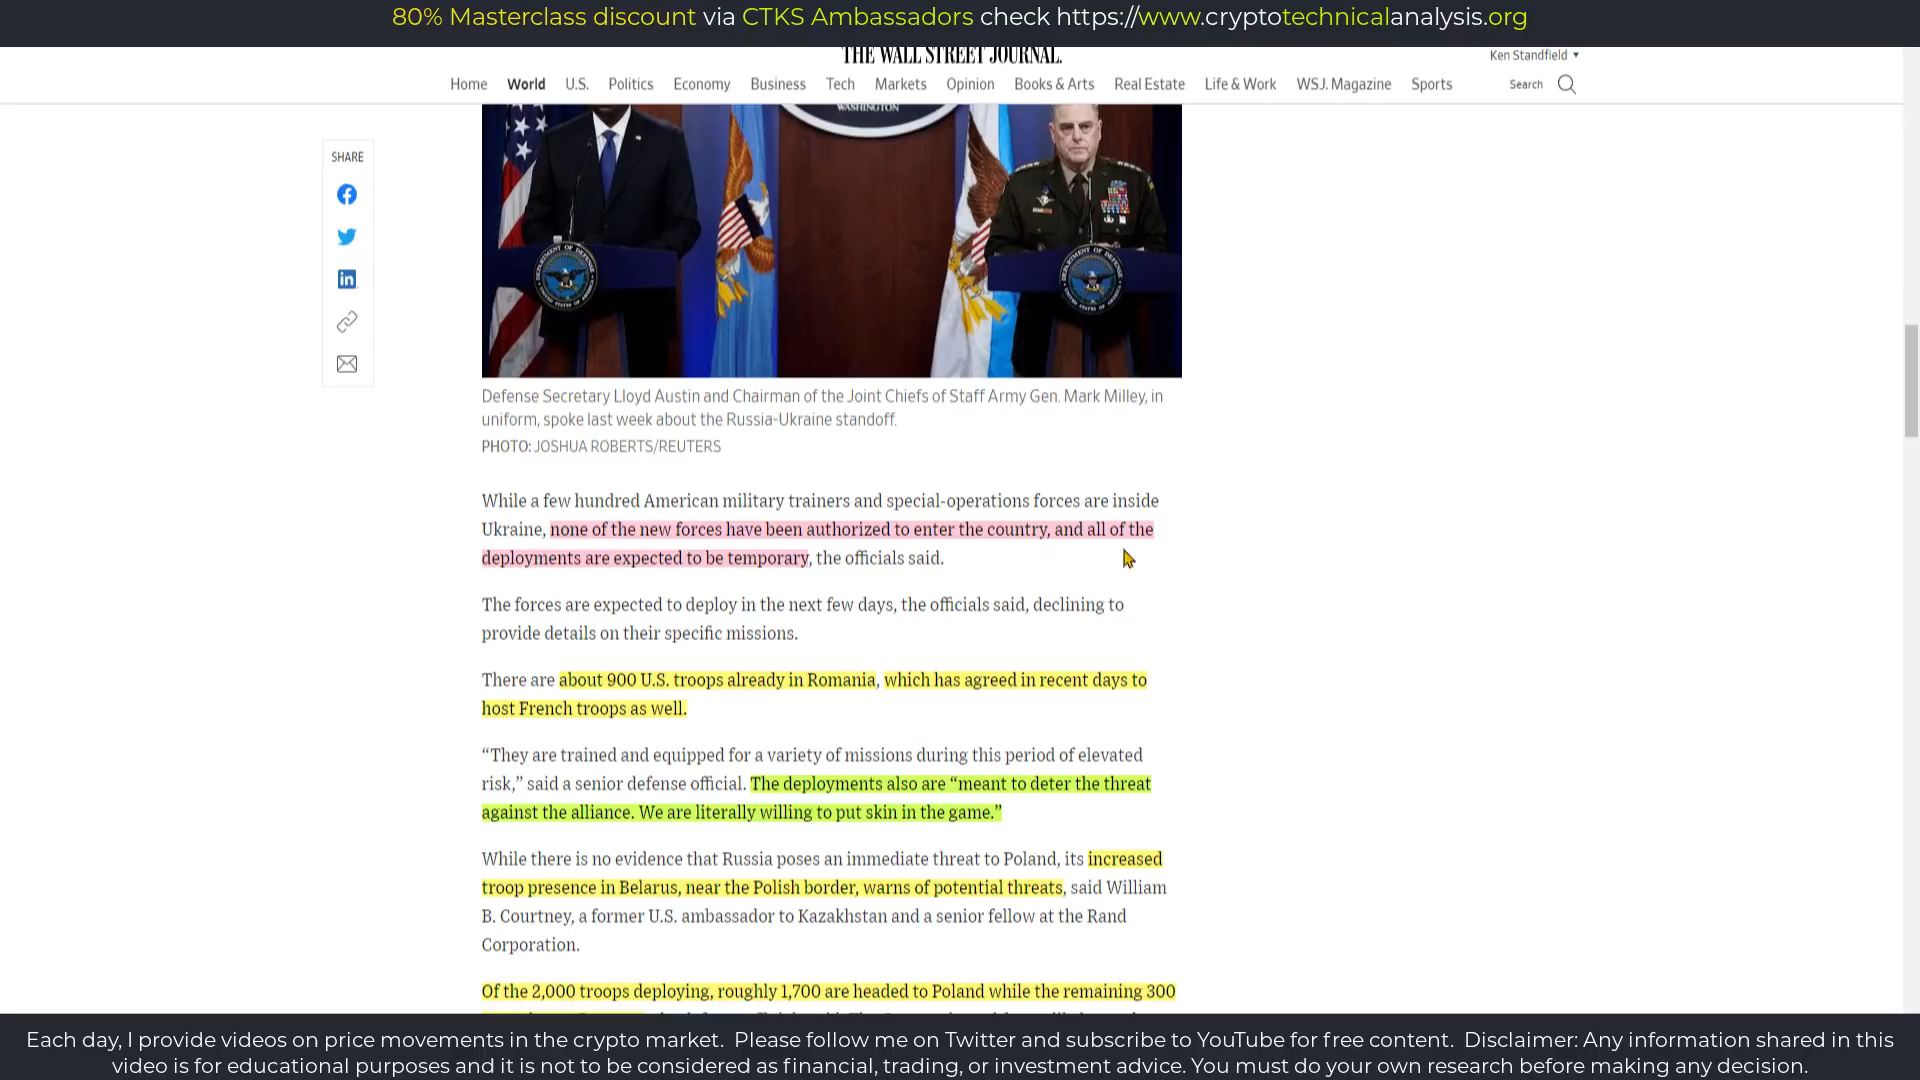 80% Masterclass discount via CTKS Ambassadors check https://www.cryptotechnicalanalysis.org
THE WALL STREET JOURNAL.
Ken Standfield
Home World U.S. Politics Economy Business Tech Markets Opinion Books & Arts Real Estate Life & Work WSJ. Magazine Sports
Search
WASHINGTON
SHARE
DEPARTMENT OF DEFENSE
DEPARTMENT OF DEFENSE
Defense Secretary Lloyd Austin and Chairman of the Joint Chiefs of Staff Army Gen. Mark Milley, in
uniform, spoke last week about the Russia-Ukraine standoff.
PHOTO: JOSHUA ROBERTS/REUTERS
While a few hundred American military trainers and special-operations forces are inside
Ukraine, none of the new forces have been authorized to enter the country, and all of the
deployments are expected to be temporary, the officials said.
The forces are expected to deploy in the next few days, the officials said, declining to
provide details on their specific missions.
There are about 900 U.S. troops already in Romania, which has agreed in recent days to
host French troops as well.
“They are trained and equipped for a variety of missions during this period of elevated
risk,” said a senior defense official. The deployments also are “meant to deter the threat
against the alliance. We are literally willing to put skin in the game.”
While there is no evidence that Russia poses an immediate threat to Poland, its increased
troop presence in Belarus, near the Polish border, warns of potential threats, said William
B. Courtney, a former U.S. ambassador to Kazakhstan and a senior fellow at the Rand
Corporation.
Of the 2,000 troops deploying, roughly 1,700 are headed to Poland while the remaining 300
Each day, I provide videos on price movements in the crypto market. Please follow me on Twitter and subscribe to YouTube for free content. Disclaimer: Any information shared in this
video is for educational purposes and it is not to be considered as financial, trading, or investment advice. You must do your own research before making any decision.